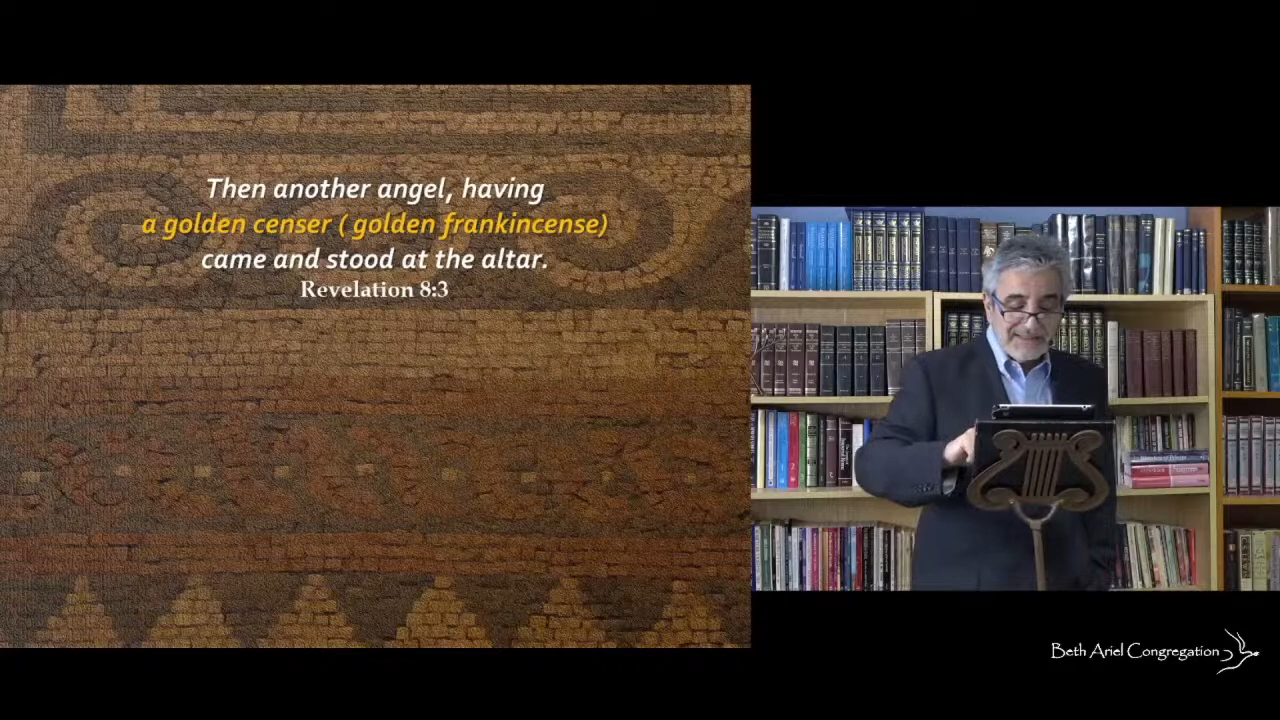 Then another angel, having
a golden censer ( golden frankincense)
came and stood at the altar.
Revelation 8:3
Beth Ariel Congregation